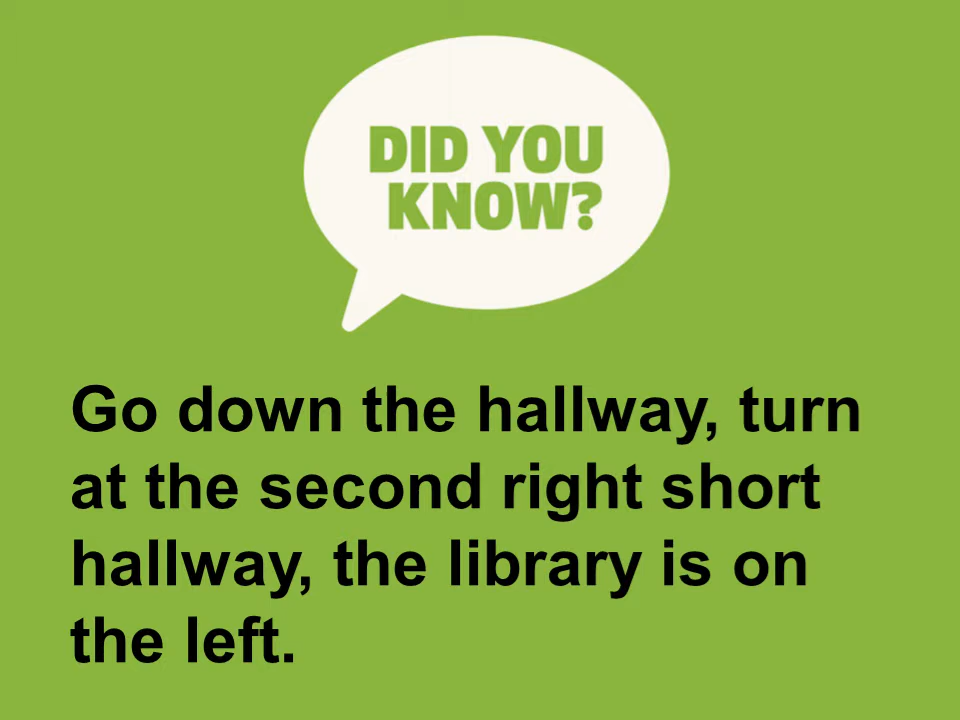 DID YOU
KNOW?
Go down the hallway, turn
at the second right short
hallway, the library is on
the left.